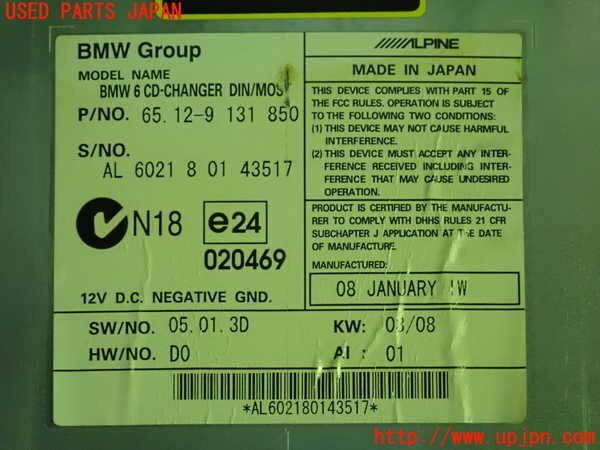 USED PARTS JAPAN
BMW Group
MODEL NAME
BMW 6 CD-CHANGER DIN/MOST
P/NO. 65.12-9 131 850
S/NO.
AL 6021 8 01 43517
N18 e24
020469
12V D.C. NEGATIVE GND.
ALPINE
MADE IN JAPAN
THIS DEVICE COMPLIES WITH PART 15 OF
THE FCC RULES. OPERATION IS SUBJECT
TO THE FOLLOWING TWO CONDITIONS:
(1) THIS DEVICE MAY NOT CAUSE HARMFUL
INTERFERENCE.
(2) THIS DEVICE MUST ACCEPT ANY INTER-
FERENCE RECEIVED INCLUDING INTER-
FERENCE THAT MAY CAUSE UNDESIRED
OPERATION.
PRODUCT IS CERTIFIED BY THE MANUFACTU-
RER TO COMPLY WITH DHHS RULES 21 CFR
SUBCHAPTER J APPLICATION AT THE DATE
OF MANUFACTURE.
MANUFACTURED:
08 JANUARY IW
SW/NO. 05.01.3D KW: 03/08
HW/NO. D0 AI: 01
*AL602180143517*
http://www.upjpn.com/